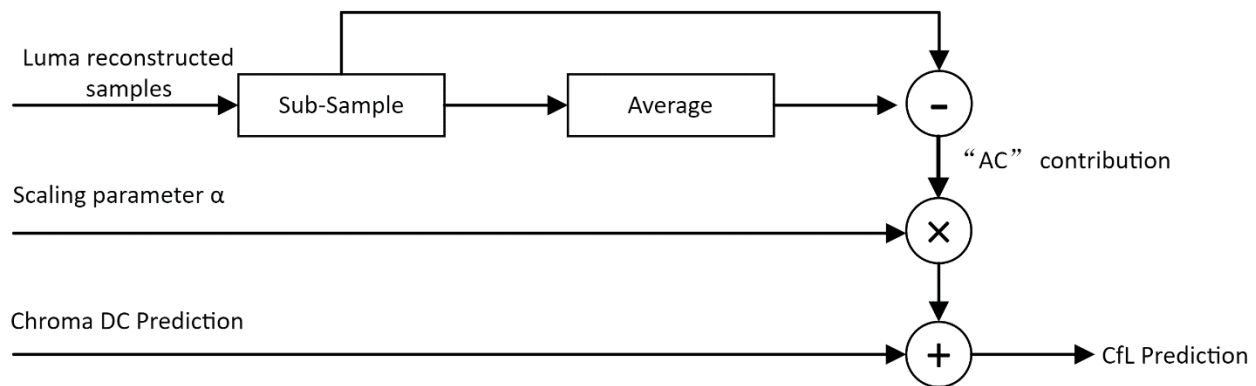 Luma reconstructed
samples
Sub-Sample
Average
-
“AC” contribution
Scaling parameter α
×
Chroma DC Prediction
+
CfL Prediction